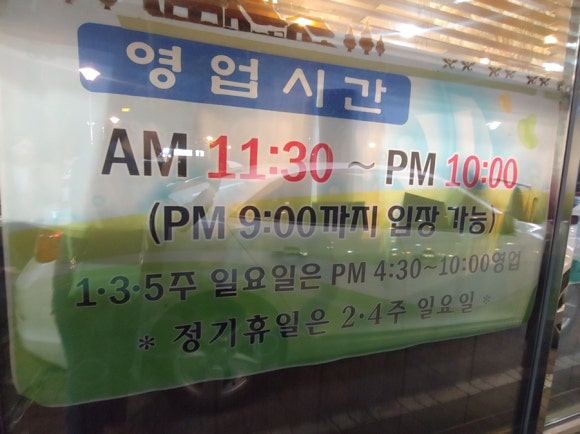 영업시간
AM 11:30 ~ PM 10:00
(PM 9:00까지 입장 가능)
1·3·5주 일요일은 PM 4:30~10:00영업
* 정기휴일은 2·4주 일요일 *